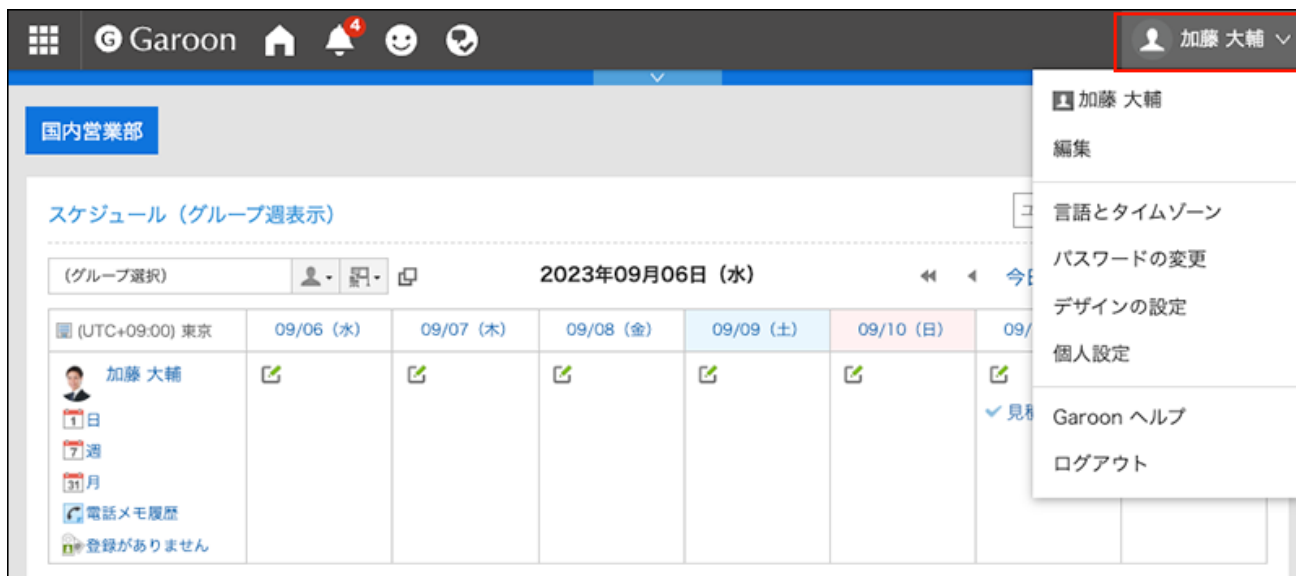 Garoon
4
加藤 大輔
国内営業部
加藤 大輔
編集
言語とタイムゾーン
パスワードの変更
デザインの設定
個人設定
Garoon ヘルプ
ログアウト
スケジュール（グループ週表示）
(グループ選択)
2023年09月06日（水）
(UTC+09:00) 東京
09/06（水）
09/07（木）
09/08（金）
09/09（土）
09/10（日）
09/
加藤 大輔
1 日
7 週
31 月
電話メモ履歴
登録がありません